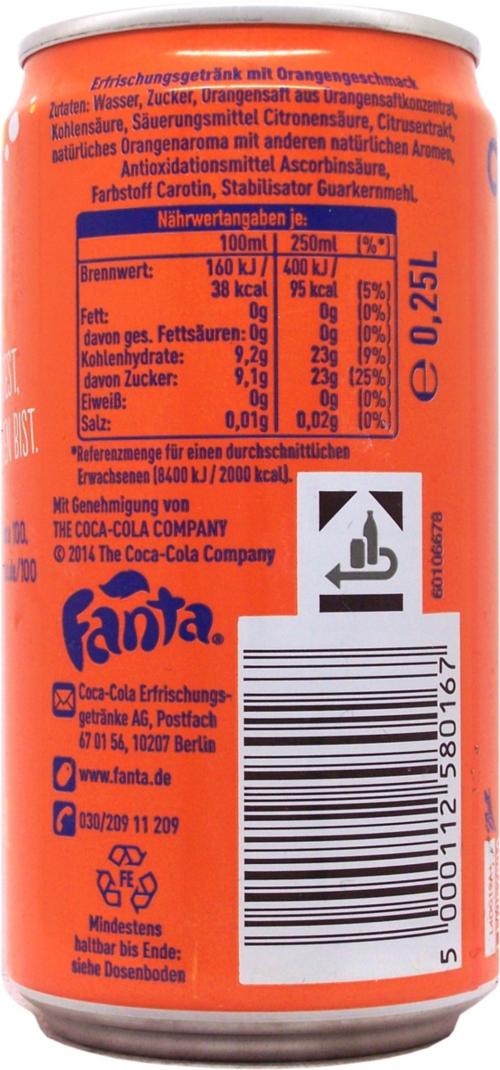 Erfrischungsgetränk mit Orangengeschmack
Zutaten: Wasser, Zucker, Orangensaft aus Orangensaftkonzentrat,
Kohlensäure, Säuerungsmittel Citronensäure, Citrusextrakt,
natürliches Orangenaroma mit anderen natürlichen Aromen,
Antioxidationsmittel Ascorbinsäure,
Farbstoff Carotin, Stabilisator Guarkernmehl.
Nährwertangaben je:
100ml 250ml (%*)
Brennwert: 160 kJ / 400 kJ /
38 kcal 95 kcal (5%)
Fett: 0g 0g (0%)
davon ges. Fettsäuren: 0g 0g (0%)
Kohlenhydrate: 9,2g 23g (9%)
davon Zucker: 9,1g 23g (25%)
Eiweiß: 0g 0g (0%)
Salz: 0,01g 0,02g (0%)
e 0,25L
*Referenzmenge für einen durchschnittlichen
Erwachsenen (8400 kJ / 2000 kcal).
BIST.
100,
/100
Mit Genehmigung von
THE COCA-COLA COMPANY
© 2014 The Coca-Cola Company
60106678
Fanta®
Coca-Cola Erfrischungs-
getränke AG, Postfach
67 01 56, 10207 Berlin
www.fanta.de
030/209 11 209
FE
Mindestens
haltbar bis Ende:
siehe Dosenboden
5 000112 580167